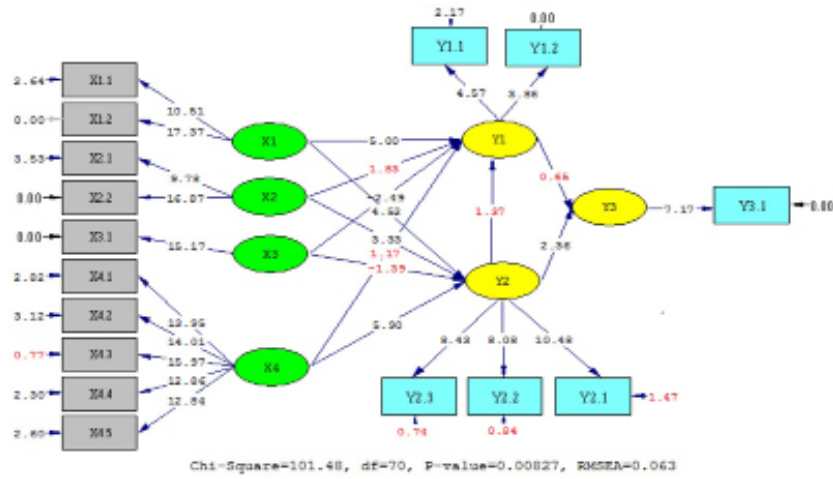 2.17
0.00
Y1.1
Y1.2
2.64
X1.1
4.57
3.88
10.51
0.00
X1.2
17.37
X1
5.00
Y1
3.53
X2.1
9.78
1.83
0.65
0.00
X2.2
16.87
X2
-2.49
1.37
Y3
7.17
Y3.1
0.00
4.52
0.00
X3.1
15.17
X3
3.33
1.17
-1.39
2.36
2.82
X4.1
Y2
13.95
3.12
X4.2
14.01
5.90
8.43
8.08
10.48
0.77
X4.3
15.97
X4
12.86
2.30
X4.4
12.84
Y2.3
Y2.2
Y2.1
1.47
2.60
X4.5
0.74
0.84
Chi-Square=101.48, df=70, P-value=0.00827, RMSEA=0.063